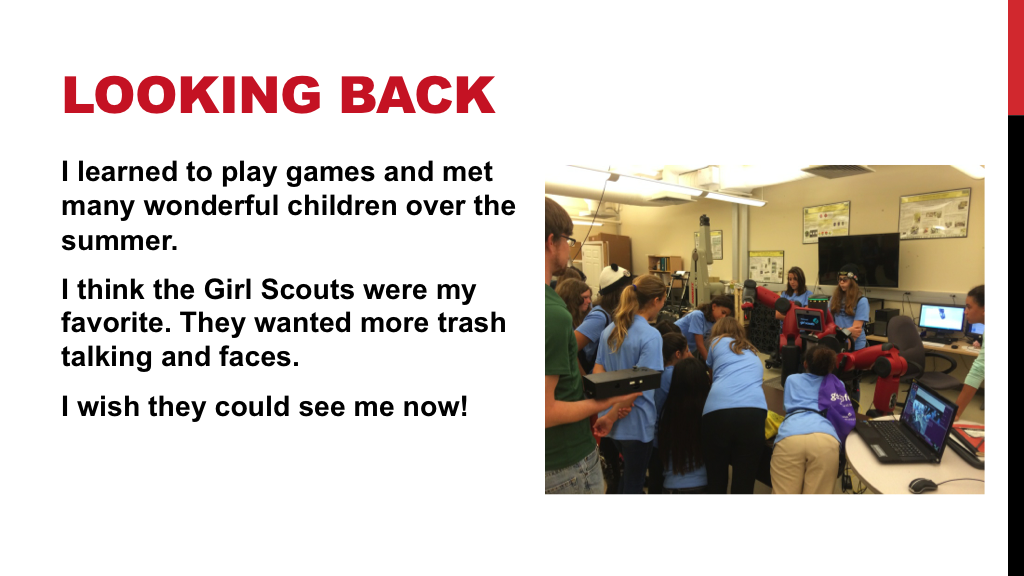 LOOKING BACK
I learned to play games and met
many wonderful children over the
summer.
I think the Girl Scouts were my
favorite. They wanted more trash
talking and faces.
I wish they could see me now!